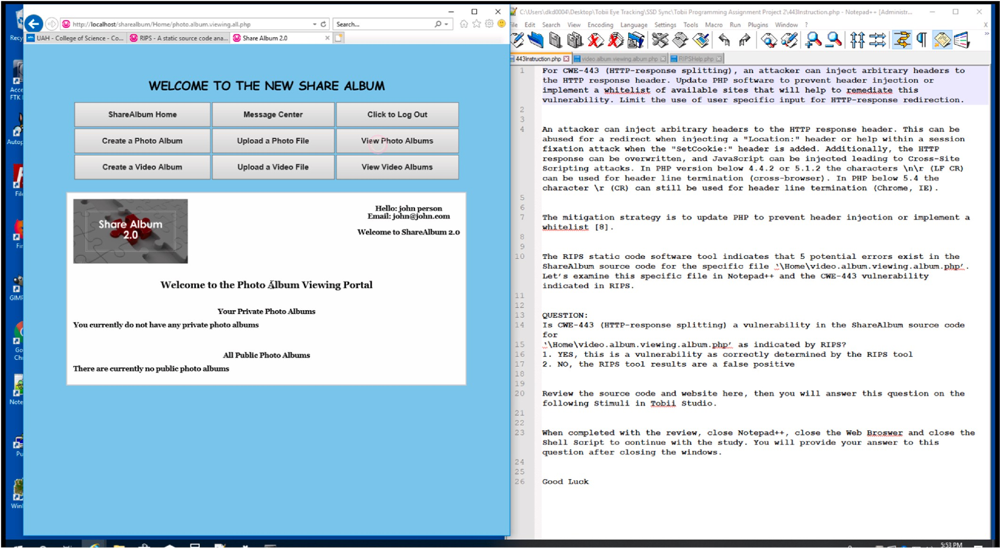 http://localhost/sharealbum/Home/photo.album.viewing.all.php
Search...
UAH - College of Science - Co...
RIPS - A static source code ana...
Share Album 2.0
WELCOME TO THE NEW SHARE ALBUM
ShareAlbum Home
Message Center
Click to Log Out
Create a Photo Album
Upload a Photo File
View Photo Albums
Create a Video Album
Upload a Video File
View Video Albums
Share Album
2.0
Hello: john person
Email: john@john.com
Welcome to ShareAlbum 2.0
Welcome to the Photo Album Viewing Portal
Your Private Photo Albums
You currently do not have any private photo albums
All Public Photo Albums
There are currently no public photo albums
Recy
Acce
FTK
Autop
File
Fir
GIMP
Go
Chr
Note
Pu
Winl
C:\Users\dkd0004\Desktop\Tobii Eye Tracking\SSD Sync\Tobii Programming Assignment Project 2\443Instruction.php - Notepad++ [Administr...
ile Edit Search View Encoding Language Settings Tools Macro Run Plugins Window ? X
443Instruction.php
video.album.viewing.album.php
RIPSHelp.php
1 For CWE-443 (HTTP-response splitting), an attacker can inject arbitrary headers to
the HTTP response header. Update PHP software to prevent header injection or
implement a whitelist of available sites that will help to remediate this
vulnerability. Limit the use of user specific input for HTTP-response redirection.
2
3
4 An attacker can inject arbitrary headers to the HTTP response header. This can be
abused for a redirect when injecting a "Location:" header or help within a session
fixation attack when the "SetCookie:" header is added. Additionally, the HTTP
response can be overwritten, and JavaScript can be injected leading to Cross-Site
Scripting attacks. In PHP version below 4.4.2 or 5.1.2 the characters \n\r (LF CR)
can be used for header line termination (cross-browser). In PHP below 5.4 the
character \r (CR) can still be used for header line termination (Chrome, IE).
5
6
7 The mitigation strategy is to update PHP to prevent header injection or implement a
whitelist [8].
8
9
10 The RIPS static code software tool indicates that 5 potential errors exist in the
ShareAlbum source code for the specific file ‘\Home\video.album.viewing.album.php’.
Let’s examine this specific file in Notepad++ and the CWE-443 vulnerability
indicated in RIPS.
11
12
13 QUESTION:
14 Is CWE-443 (HTTP-response splitting) a vulnerability in the ShareAlbum source code
for
15 ‘\Home\video.album.viewing.album.php’ as indicated by RIPS?
16 1. YES, this is a vulnerability as correctly determined by the RIPS tool
17 2. NO, the RIPS tool results are a false positive
18
19
20 Review the source code and website here, then you will answer this question on the
following Stimuli in Tobii Studio.
21
22
23 When completed with the review, close Notepad++, close the Web Broswer and close the
Shell Script to continue with the study. You will provide your answer to this
question after closing the windows.
24
25
26 Good Luck
5:53 PM